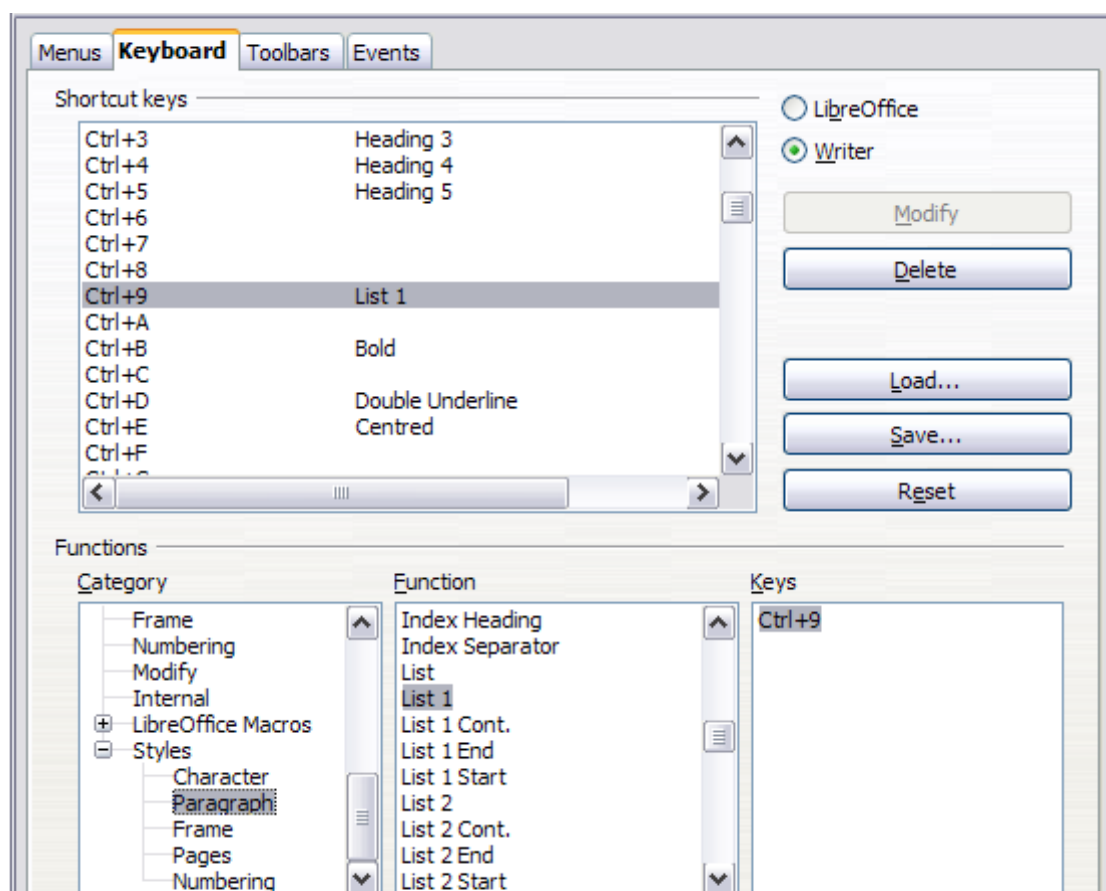 Menus Keyboard Toolbars Events
Shortcut keys
LibreOffice
Writer
Ctrl+3 Heading 3
Ctrl+4 Heading 4
Ctrl+5 Heading 5
Ctrl+6
Ctrl+7
Ctrl+8
Ctrl+9 List 1
Ctrl+A
Ctrl+B Bold
Ctrl+C
Ctrl+D Double Underline
Ctrl+E Centred
Ctrl+F
Modify
Delete
Load...
Save...
Reset
Functions
Category
Frame
Numbering
Modify
Internal
LibreOffice Macros
Styles
Character
Paragraph
Frame
Pages
Numbering
Function
Index Heading
Index Separator
List
List 1
List 1 Cont.
List 1 End
List 1 Start
List 2
List 2 Cont.
List 2 End
List 2 Start
Keys
Ctrl+9